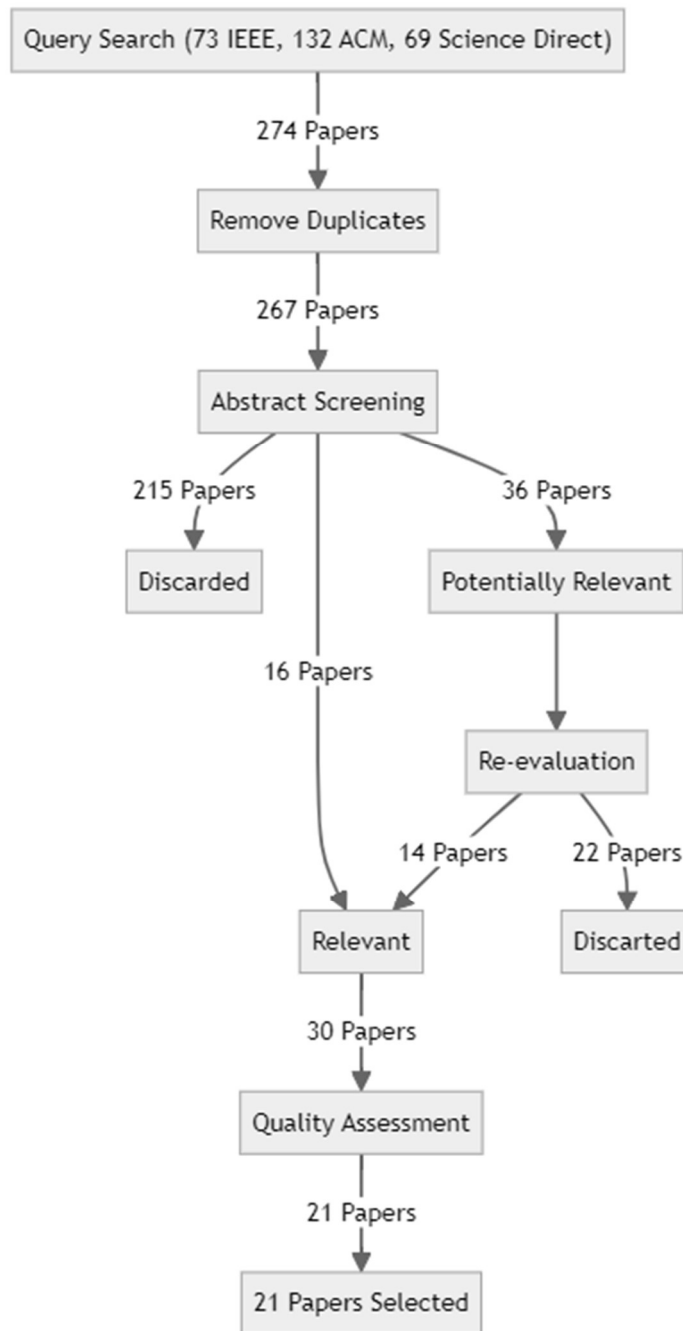 Query Search (73 IEEE, 132 ACM, 69 Science Direct)
274 Papers
Remove Duplicates
267 Papers
Abstract Screening
215 Papers
36 Papers
Discarded
Potentially Relevant
16 Papers
Re-evaluation
14 Papers
22 Papers
Relevant
Discarted
30 Papers
Quality Assessment
21 Papers
21 Papers Selected